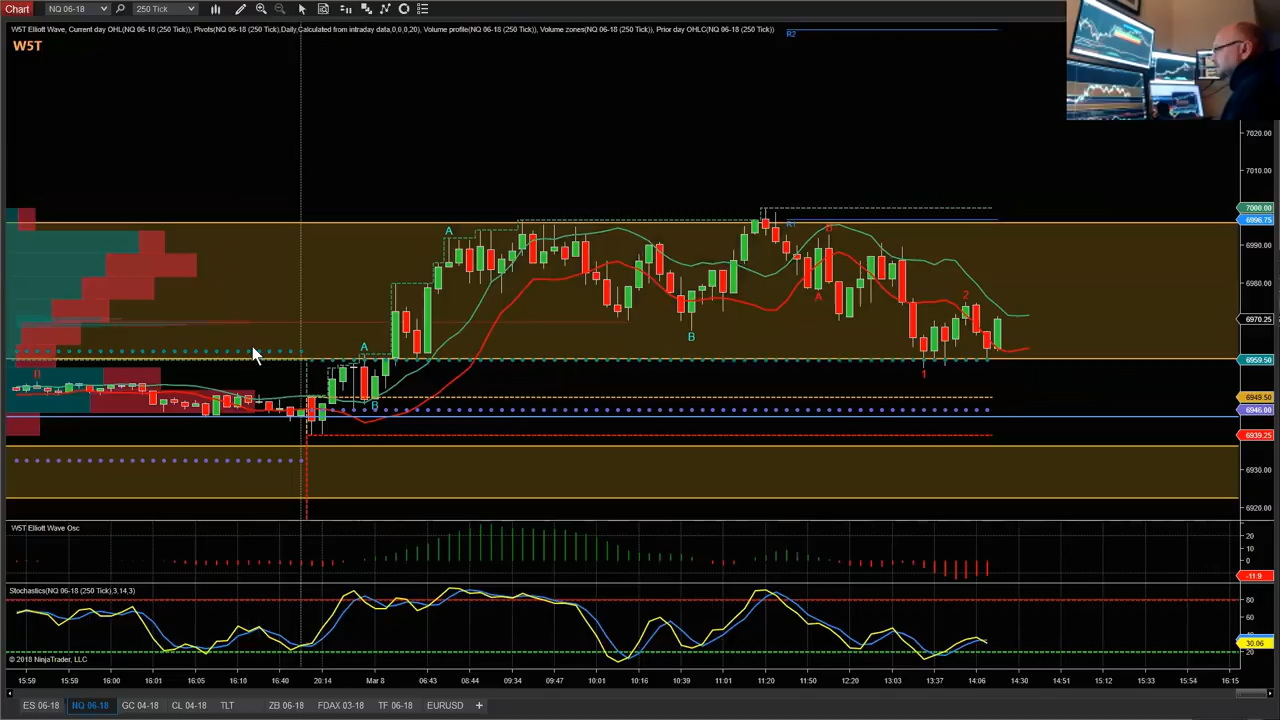 Chart NQ 06-18 250 Tick
W5T Elliott Wave, Current day OHL(NQ 06-18 (250 Tick)), Pivots(NQ 06-18 (250 Tick),Daily,Calculated from intraday data,0,0,0,20), Volume profile(NQ 06-18 (250 Tick)), Volume zones(NQ 06-18 (250 Tick)), Prior day OHLC(NQ 06-18 (250 Tick))
R2
W5T
7020.00
7010.00
7000.00
6996.75
R1
B
A
6990.00
6980.00
A
2
6970.25
B
6959.50
A
1
6949.50
B
6946.00
6939.25
6930.00
6920.00
W5T Elliott Wave Osc
20
10
0
-11.9
Stochastics(NQ 06-18 (250 Tick),3,14,3)
80
60
30.06
20
© 2018 NinjaTrader, LLC
15:59 15:59 16:00 16:01 16:05 16:10 16:40 20:14 Mar 8 06:43 08:44 09:34 09:47 10:01 10:16 10:39 11:01 11:20 11:50 12:20 13:03 13:37 14:06 14:30 14:51 15:12 15:33 15:54 16:15
ES 06-18 NQ 06-18 GC 04-18 CL 04-18 TLT ZB 06-18 FDAX 03-18 TF 06-18 EURUSD +